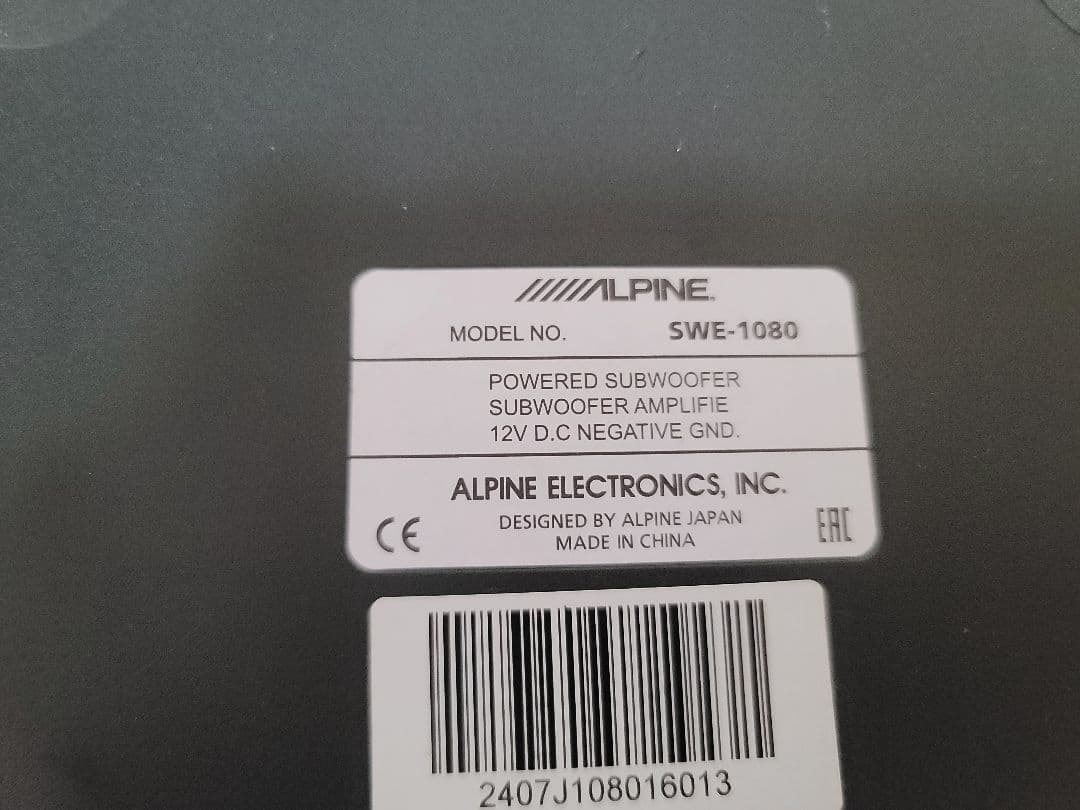 ALPINE
MODEL NO. SWE-1080
POWERED SUBWOOFER
SUBWOOFER AMPLIFIE
12V D.C NEGATIVE GND.
ALPINE ELECTRONICS, INC.
DESIGNED BY ALPINE JAPAN
MADE IN CHINA
CE
EAC
2407J108016013